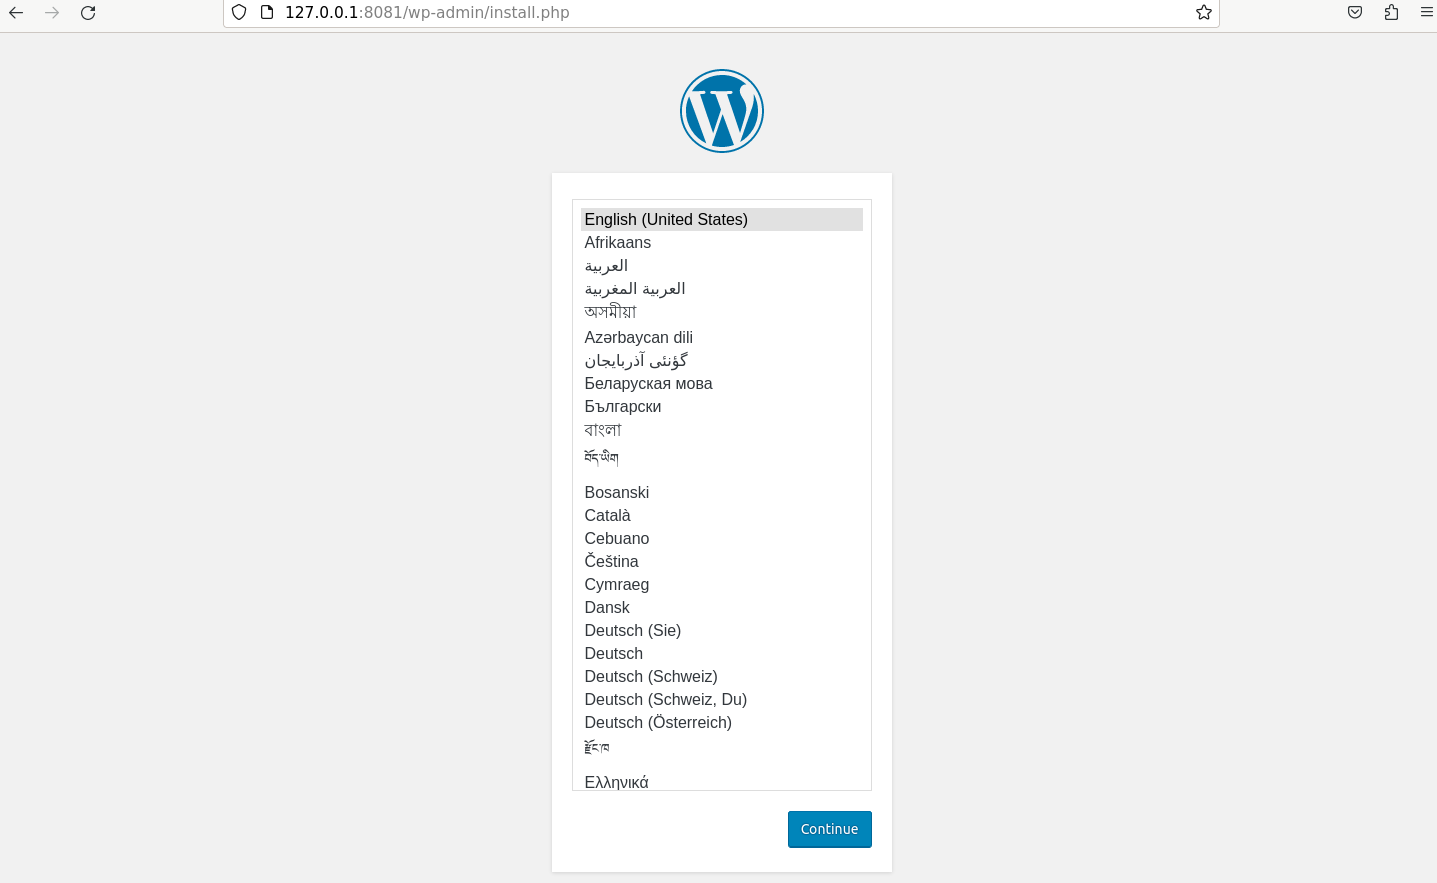 127.0.0.1:8081/wp-admin/install.php
English (United States)
Afrikaans
العربية
العربية المغربية
অসমীয়া
Azərbaycan dili
گؤنئی آذربایجان
Беларуская мова
Български
বাংলা
བོད་ཡིག
Bosanski
Català
Cebuano
Čeština
Cymraeg
Dansk
Deutsch (Sie)
Deutsch
Deutsch (Schweiz)
Deutsch (Schweiz, Du)
Deutsch (Österreich)
རྫོང་ཁ
Ελληνικά
Continue